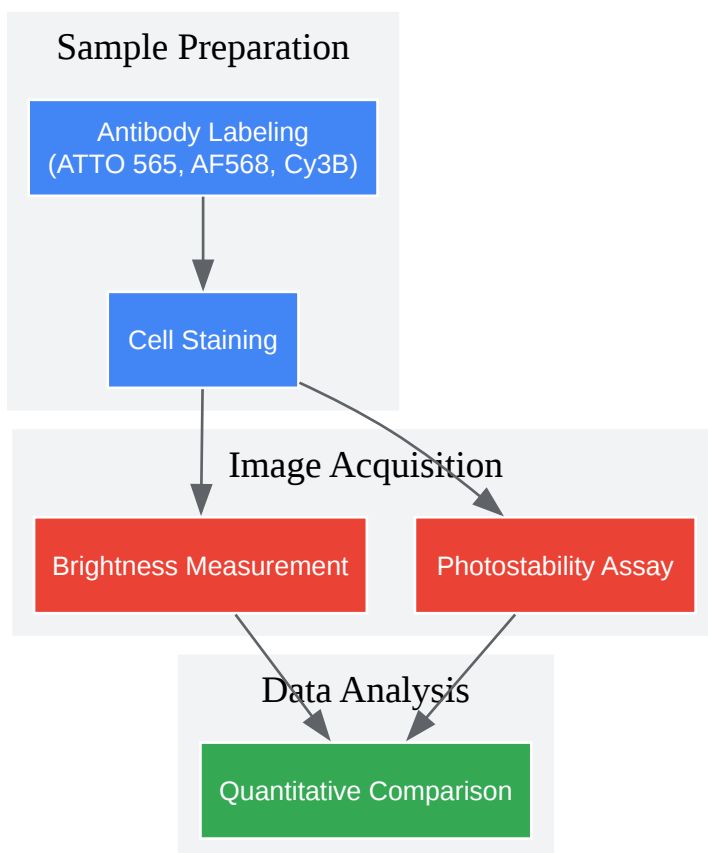 Sample Preparation
Antibody Labeling
(ATTO 565, AF568, Cy3B)
Cell Staining
Image Acquisition
Brightness Measurement
Photostability Assay
Data Analysis
Quantitative Comparison